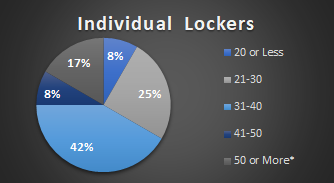 Individual Lockers
8%
25%
42%
8%
17%
20 or Less
21-30
31-40
41-50
50 or More*